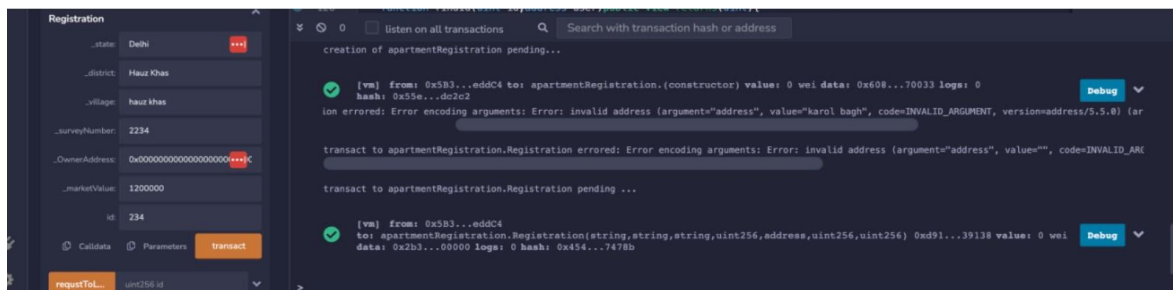 Registration
_state: Delhi
_district: Hauz Khas
_village: hauz khas
_surveyNumber: 2234
_OwnerAddress:
_marketValue: 1200000
id: 234
Calldata Parameters transact
requstToL... uint256 id
0 listen on all transactions Search with transaction hash or address
creation of apartmentRegistration pending...
[vm] from: 0x5B3...eddC4 to: apartmentRegistration.(constructor) value: 0 wei data: 0x608...70033 logs: 0
hash: 0x55e...dc2c2
Debug
ion errored: Error encoding arguments: Error: invalid address (argument="address", value="karol bagh", code=INVALID_ARGUMENT, version=address/5.5.0) (ar
transact to apartmentRegistration.Registration errored: Error encoding arguments: Error: invalid address (argument="address", value="", code=INVALID_ARG
transact to apartmentRegistration.Registration pending ...
[vm] from: 0x5B3...eddC4
to: apartmentRegistration.Registration(string,string,string,uint256,address,uint256,uint256) 0xd91...39138 value: 0 wei
data: 0x2b3...00000 logs: 0 hash: 0x454...7478b
Debug
>